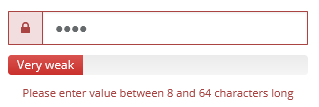 Very weak
Please enter value between 8 and 64 characters long